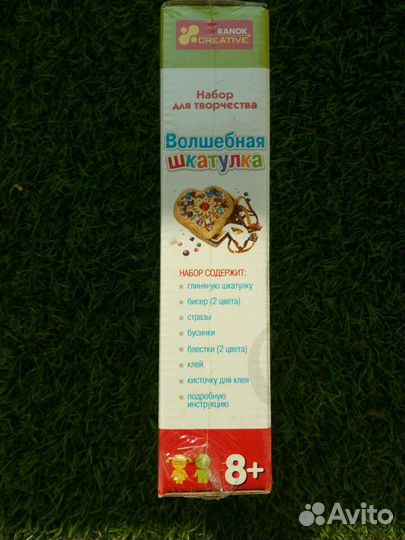 RANOK
CREATIVE
Набор
для творчества
Волшебная
шкатулка
НАБОР СОДЕРЖИТ:
глиняную шкатулку
бисер (2 цвета)
стразы
бусинки
блестки (2 цвета)
клей
кисточку для клея
подробную
инструкцию
8+
Avito